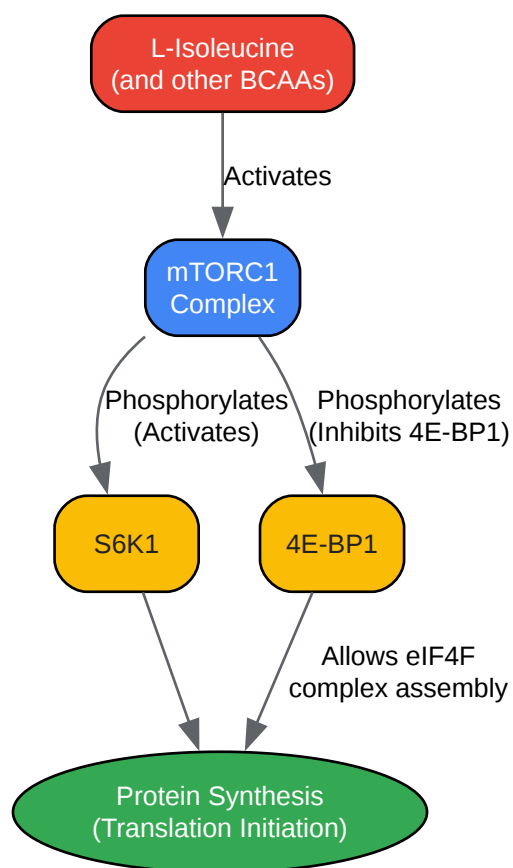 L-Isoleucine
(and other BCAAs)
Activates
mTORC1
Complex
Phosphorylates
(Activates)
Phosphorylates
(Inhibits 4E-BP1)
S6K1
4E-BP1
Allows eIF4F
complex assembly
Protein Synthesis
(Translation Initiation)